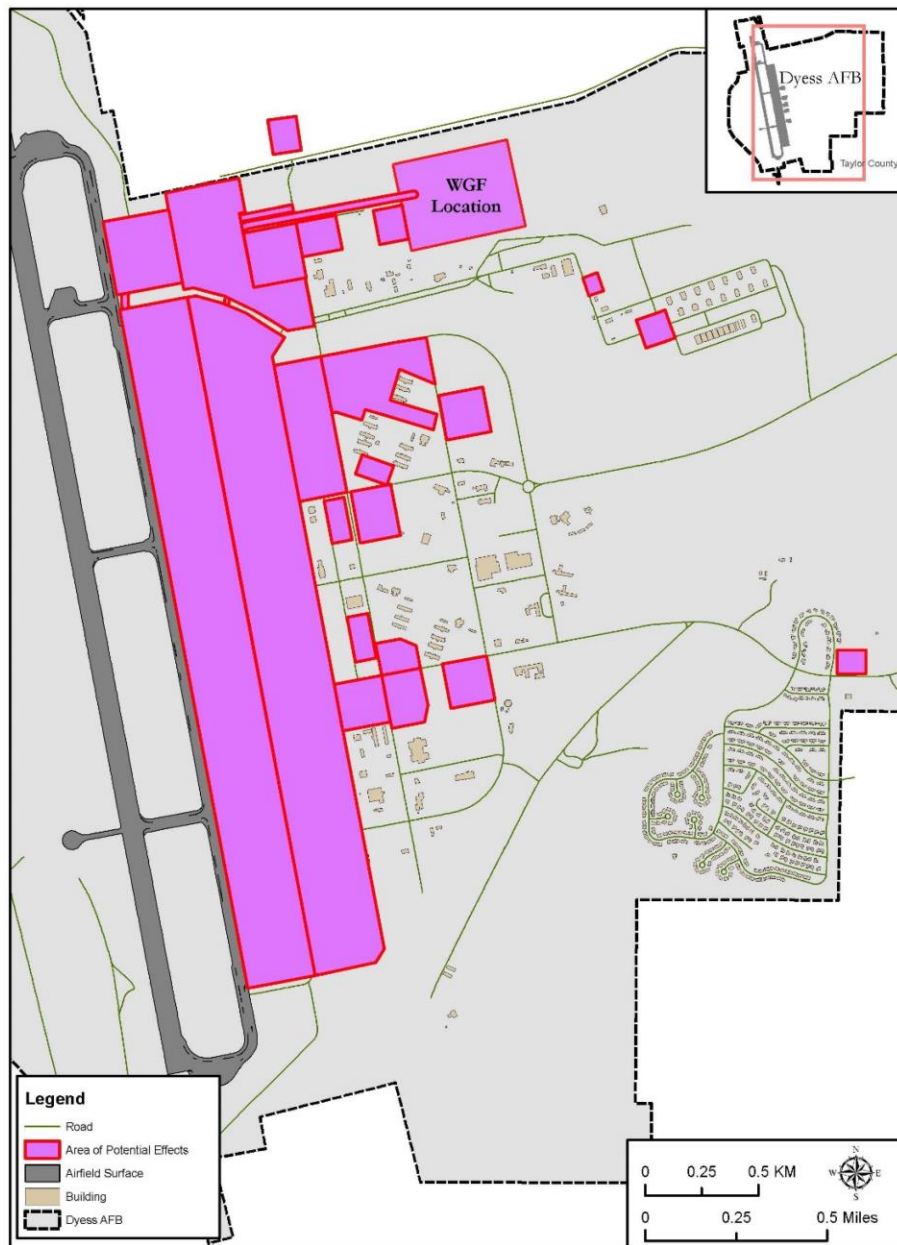 Dyess AFB
Taylor County
WGF
Location
Legend
Road
Area of Potential Effects
Airfield Surface
Building
Dyess AFB
0 0.25 0.5 KM
0 0.25 0.5 Miles
N
W E
S